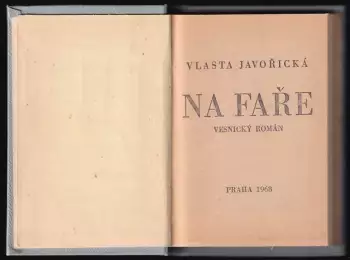 VLASTA JAVOŘICKÁ
NA FAŘE
VESNICKÝ ROMÁN
PRAHA 1968